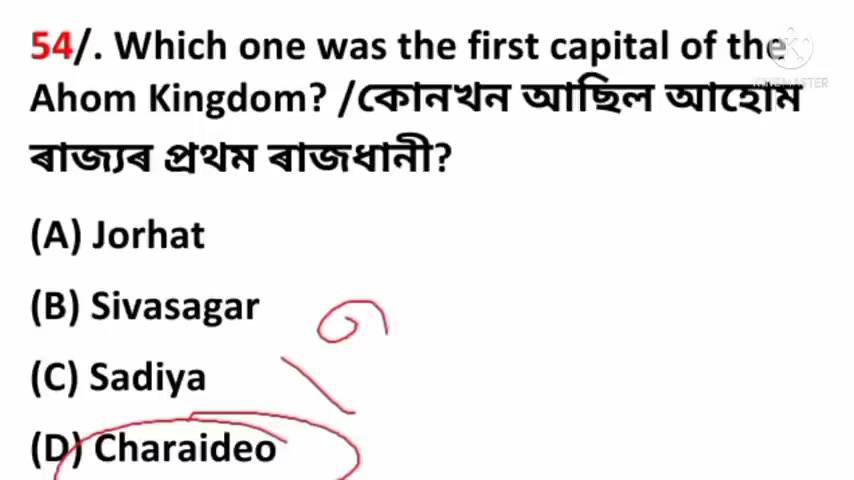 54/. Which one was the first capital of the
Ahom Kingdom? /কোনখন আছিল আহোম
ৰাজ্যৰ প্ৰথম ৰাজধানী?
(A) Jorhat
(B) Sivasagar
(C) Sadiya
(D) Charaideo
KINEMASTER